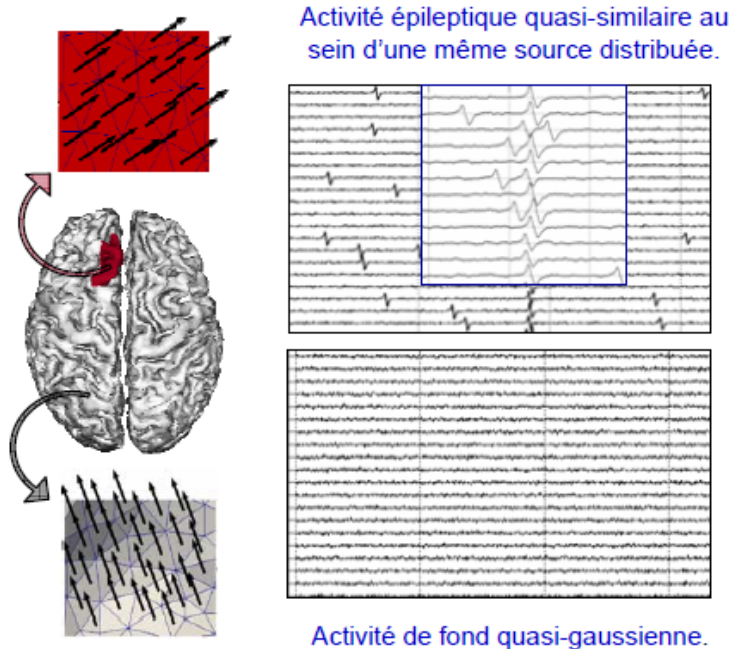 Activité épileptique quasi-similaire au
sein d'une même source distribuée.
Activité de fond quasi-gaussienne.